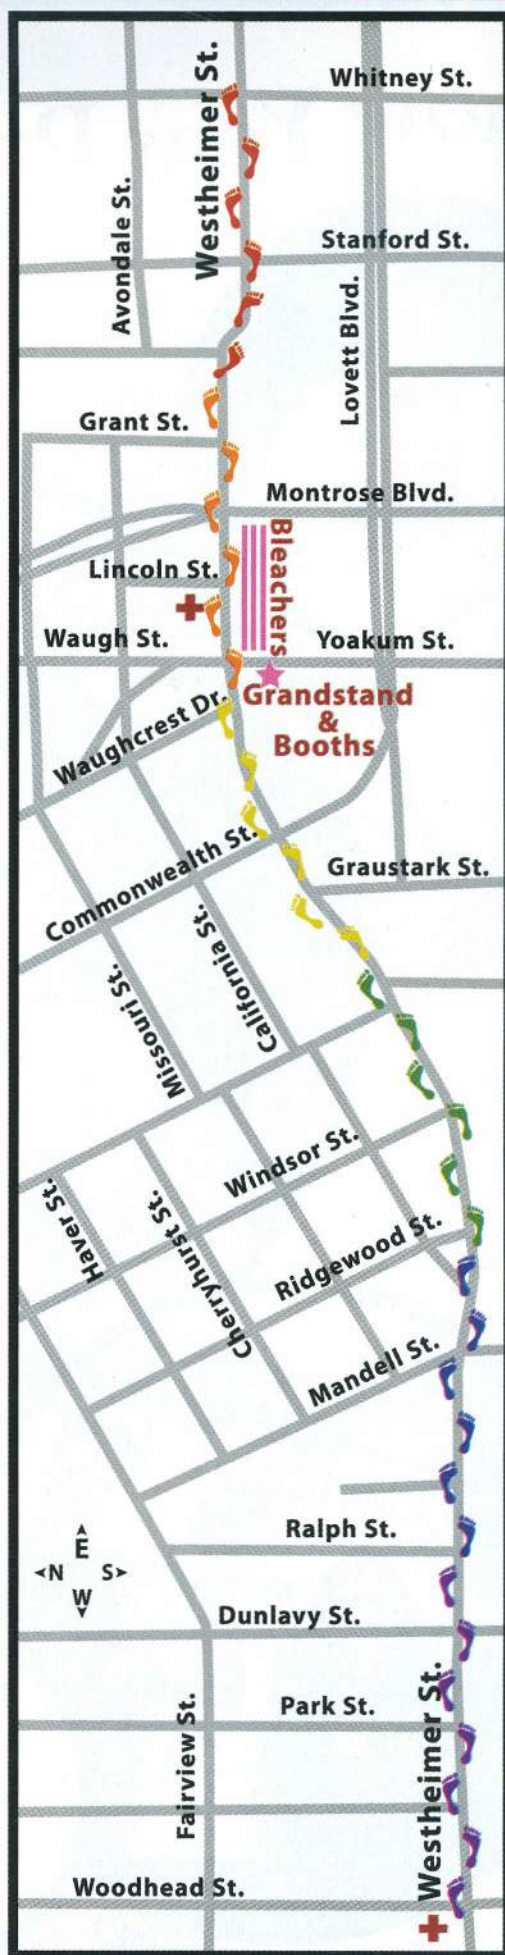 Whitney St.
Westheimer St.
Avondale St.
Stanford St.
Lovett Blvd.
Grant St.
Montrose Blvd.
Bleachers
Lincoln St.
Waugh St.
Yoakum St.
Grandstand
&
Booths
Waughcrest Dr.
Commonwealth St.
Graustark St.
California St.
Missouri St.
Windsor St.
Haver St.
Cherryhurst St.
Ridgewood St.
Mandell St.
Ralph St.
E
N S
W
Dunlavy St.
Park St.
Fairview St.
Westheimer St.
Woodhead St.